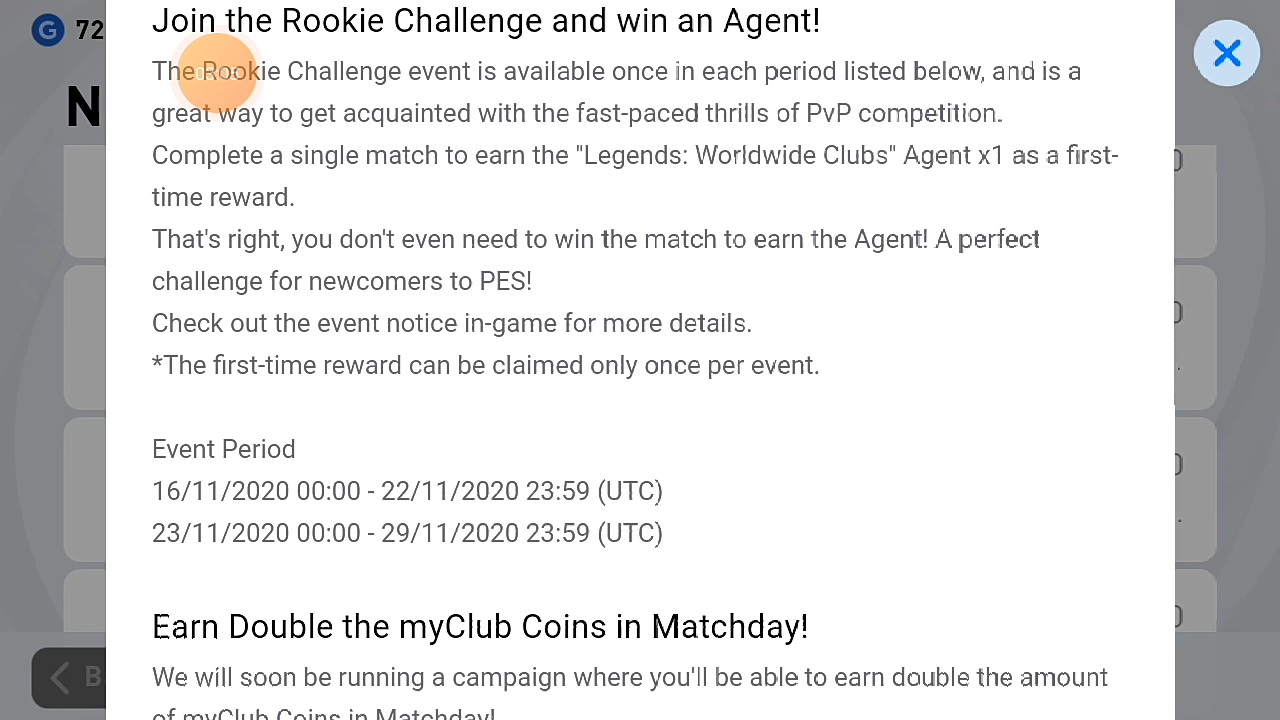 72
Join the Rookie Challenge and win an Agent!
The Rookie Challenge event is available once in each period listed below, and is a
great way to get acquainted with the fast-paced thrills of PvP competition.
Complete a single match to earn the "Legends: Worldwide Clubs" Agent x1 as a first-
time reward.
That's right, you don't even need to win the match to earn the Agent! A perfect
challenge for newcomers to PES!
Check out the event notice in-game for more details.
*The first-time reward can be claimed only once per event.
Event Period
16/11/2020 00:00 - 22/11/2020 23:59 (UTC)
23/11/2020 00:00 - 29/11/2020 23:59 (UTC)
Earn Double the myClub Coins in Matchday!
We will soon be running a campaign where you'll be able to earn double the amount
of myClub Coins in Matchday!